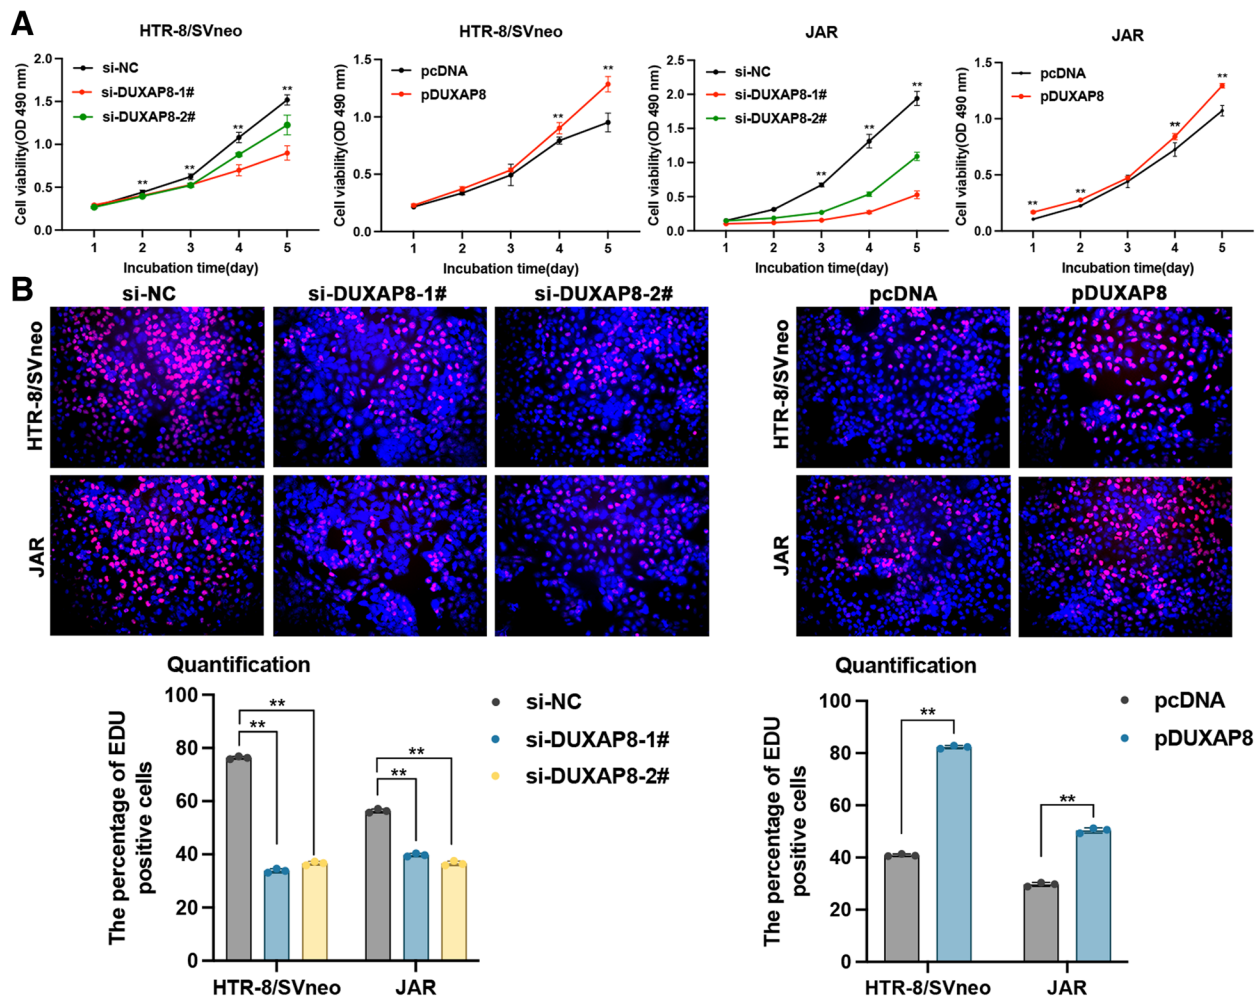 A
HTR-8/SVneo
Cell viability(OD 490 nm)
2.0
1.5
1.0
0.5
0.0
si-NC
si-DUXAP8-1#
si-DUXAP8-2#
**
**
**
**
1 2 3 4 5
Incubation time(day)
HTR-8/SVneo
Cell viability(OD 490 nm)
1.5
1.0
0.5
0.0
pcDNA
pDUXAP8
**
**
1 2 3 4 5
Incubation time(day)
JAR
Cell viability(OD 490 nm)
2.5
2.0
1.5
1.0
0.5
0.0
si-NC
si-DUXAP8-1#
si-DUXAP8-2#
**
**
**
1 2 3 4 5
Incubation time(day)
JAR
Cell viability(OD 490 nm)
1.5
1.0
0.5
0.0
pcDNA
pDUXAP8
**
**
**
**
1 2 3 4 5
Incubation time(day)
B
si-NC si-DUXAP8-1# si-DUXAP8-2#
HTR-8/SVneo
JAR
pcDNA pDUXAP8
HTR-8/SVneo
JAR
Quantification
The percentage of EDU
positive cells
100
80
60
40
20
0
**
**
**
**
HTR-8/SVneo JAR
si-NC
si-DUXAP8-1#
si-DUXAP8-2#
Quantification
The percentage of EDU
positive cells
100
80
60
40
20
0
**
**
HTR-8/SVneo JAR
pcDNA
pDUXAP8